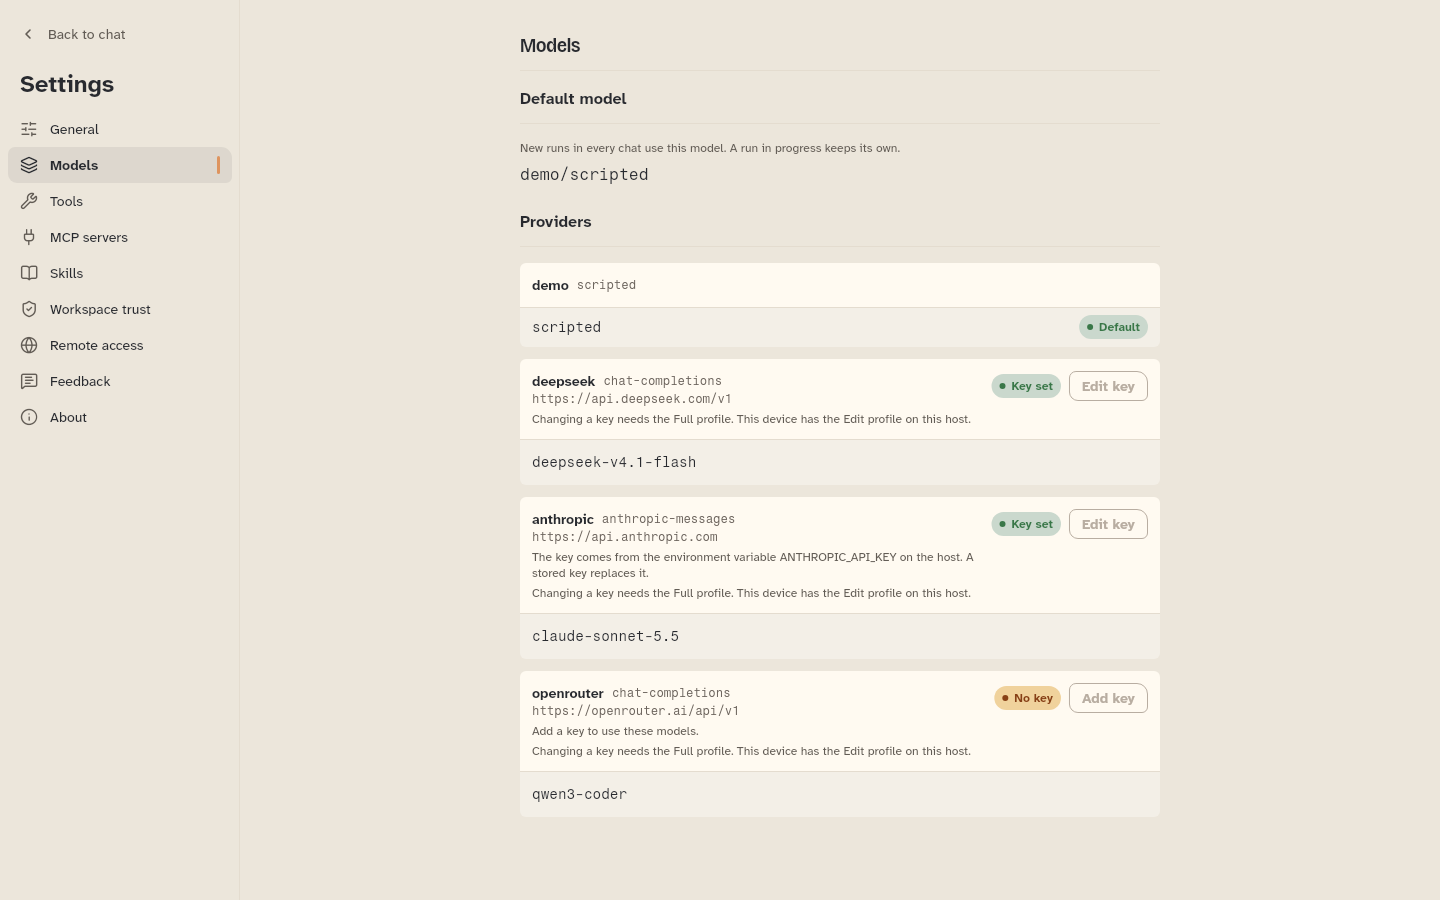 Back to chat
Settings
General
Models
Tools
MCP servers
Skills
Workspace trust
Remote access
Feedback
About
Models
Default model
New runs in every chat use this model. A run in progress keeps its own.
demo/scripted
Providers
demo scripted
scripted
Default
deepseek chat-completions
Key set
Edit key
https://api.deepseek.com/v1
Changing a key needs the Full profile. This device has the Edit profile on this host.
deepseek-v4.1-flash
anthropic anthropic-messages
Key set
Edit key
https://api.anthropic.com
The key comes from the environment variable ANTHROPIC_API_KEY on the host. A
stored key replaces it.
Changing a key needs the Full profile. This device has the Edit profile on this host.
claude-sonnet-5.5
openrouter chat-completions
No key
Add key
https://openrouter.ai/api/v1
Add a key to use these models.
Changing a key needs the Full profile. This device has the Edit profile on this host.
qwen3-coder